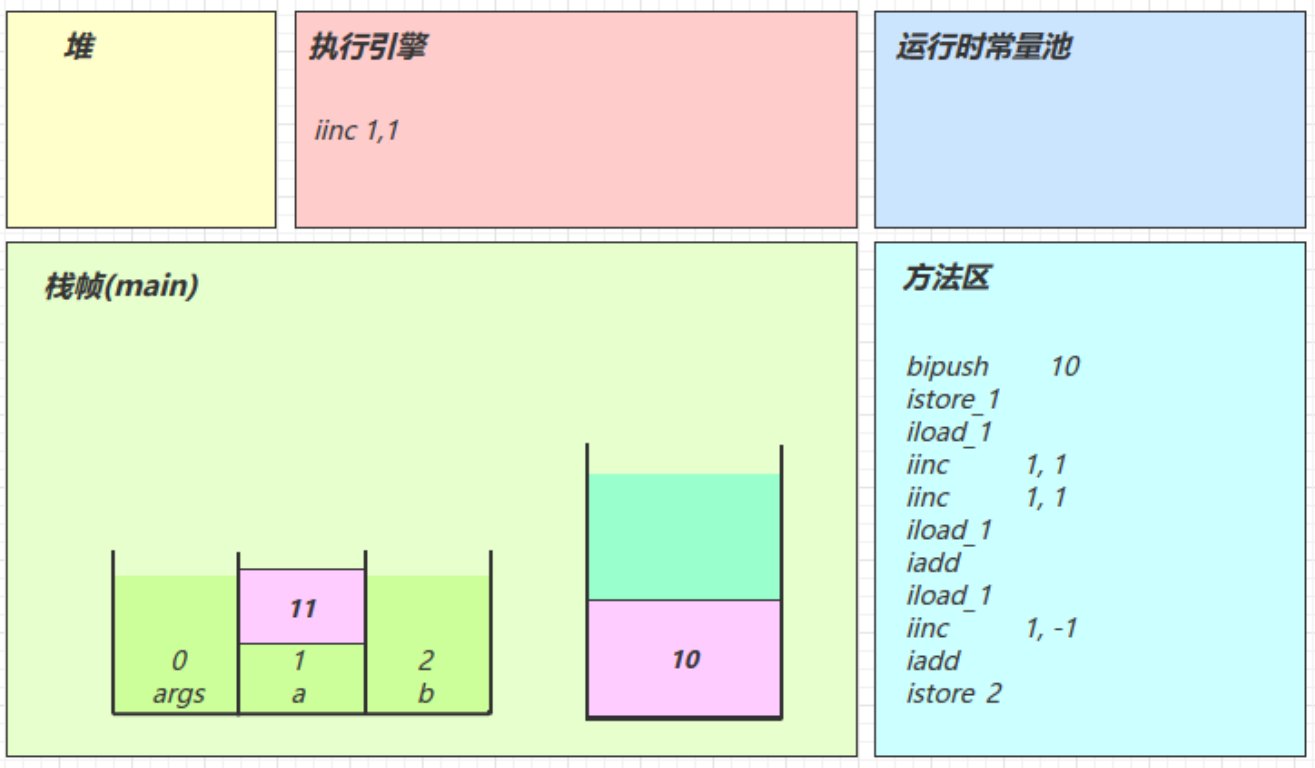 堆
执行引擎
iinc 1,1
运行时常量池
栈帧(main)
11
0
1
2
args
a
b
10
方法区
bipush 10
istore_1
iload_1
iinc 1, 1
iinc 1, 1
iload_1
iadd
iload_1
iinc 1, -1
iadd
istore 2